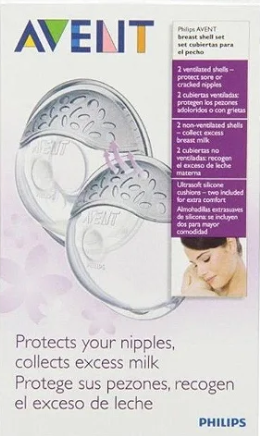 AVENT
Philips AVENT
breast shell set
set cubiertas para
el pecho
2 ventilated shells –
protect sore or
cracked nipples
2 cubiertas ventiladas:
protegen los pezones
adoloridos o con grietas
2 non-ventilated shells
– collect excess
breast milk
2 cubiertas no
ventiladas: recogen
el exceso de leche
materna
Ultrasoft silicone
cushions – two included
for extra comfort
Almohadillas extrasuaves
de silicona: se incluyen
dos para mayor
comodidad
AVENT
AVENT
Protects your nipples,
collects excess milk
Protege sus pezones, recogen
el exceso de leche
PHILIPS